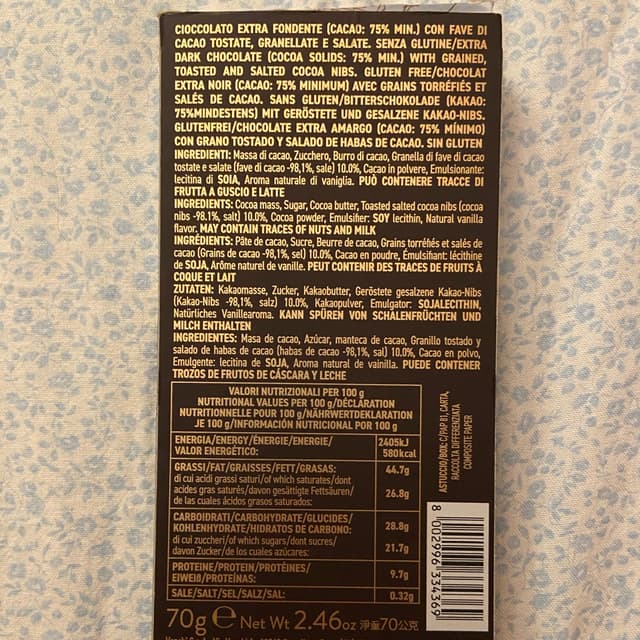 CIOCCOLATO EXTRA FONDENTE (CACAO: 75% MIN.) CON FAVE DI
CACAO TOSTATE, GRANELLATE E SALATE. SENZA GLUTINE/EXTRA
DARK CHOCOLATE (COCOA SOLIDS: 75% MIN.) WITH GRAINED,
TOASTED AND SALTED COCOA NIBS. GLUTEN FREE/CHOCOLAT
EXTRA NOIR (CACAO: 75% MINIMUM) AVEC GRAINS TORRÉFIÉS ET
SALÉS DE CACAO. SANS GLUTEN/BITTERSCHOKOLADE (KAKAO:
75%MINDESTENS) MIT GERÖSTETE UND GESALZENE KAKAO-NIBS.
GLUTENFREI/CHOCOLATE EXTRA AMARGO (CACAO: 75% MÍNIMO)
CON GRANO TOSTADO Y SALADO DE HABAS DE CACAO. SIN GLUTEN
INGREDIENTI: Massa di cacao, Zucchero, Burro di cacao, Granella di fave di cacao
tostate e salate (fave di cacao -98,1%, sale) 10.0%, Cacao in polvere, Emulsionante:
lecitina di SOIA, Aroma naturale di vaniglia. PUÒ CONTENERE TRACCE DI
FRUTTA A GUSCIO E LATTE
INGREDIENTS: Cocoa mass, Sugar, Cocoa butter, Toasted salted cocoa nibs (cocoa
nibs -98.1%, salt) 10.0%, Cocoa powder, Emulsifier: SOY lecithin, Natural vanilla
flavor. MAY CONTAIN TRACES OF NUTS AND MILK
INGRÉDIENTS: Pâte de cacao, Sucre, Beurre de cacao, Grains torréfiés et salés de
cacao (Grains de cacao -98,1%, sel) 10.0%, Cacao en poudre, Émulsifiant: lécithine
de SOJA, Arôme naturel de vanille. PEUT CONTENIR DES TRACES DE FRUITS À
COQUE ET LAIT
ZUTATEN: Kakaomasse, Zucker, Kakaobutter, Geröstete gesalzene Kakao-Nibs
(Kakao-Nibs -98,1%, salz) 10.0%, Kakaopulver, Emulgator: SOJALECITHIN,
Natürliches Vanillearoma. KANN SPÜREN VON SCHALENFRÜCHTEN UND
MILCH ENTHALTEN
INGREDIENTES: Masa de cacao, Azúcar, manteca de cacao, Granillo tostado y
salado de habas de cacao (habas de cacao -98,1%, sal) 10.0%, Cacao en polvo,
Emulgente: lecitina de SOJA, Aroma natural de vainilla. PUEDE CONTENER
TROZOS DE FRUTOS DE CÁSCARA Y LECHE
VALORI NUTRIZIONALI PER 100 g
NUTRITIONAL VALUES PER 100 g/DÉCLARATION
NUTRITIONNELLE POUR 100 g/NÄHRWERTDEKLARATION
JE 100 g/INFORMACIÓN NUTRICIONAL POR 100 g
ENERGIA/ENERGY/ÉNERGIE/ENERGIE/ 2405kJ
VALOR ENERGÉTICO: 580kcal
GRASSI/FAT/GRAISSES/FETT/GRASAS: 44.7g
di cui acidi grassi saturi/of which saturates/dont
acides gras saturés/davon gesättigte Fettsäuren/ 26.8g
de las cuales ácidos grasos saturados:
CARBOIDRATI/CARBOHYDRATE/GLUCIDES/ 28.8g
KOHLENHYDRATE/HIDRATOS DE CARBONO:
di cui zuccheri/of which sugars/dont sucres/ 21.7g
davon Zucker/de los cuales azúcares:
PROTEINE/PROTEIN/PROTÉINES/ 9.7g
EIWEIß/PROTEÍNAS:
SALE/SALT/SEL/SALZ/SAL: 0.32g
70g e Net Wt 2.46oz 淨重70公克
ASTUCCIO/BOX: C/PAP 81, CARTA,
RACCOLTA DIFFERENZIATA
COMPOSITE PAPER
8 002996 334369